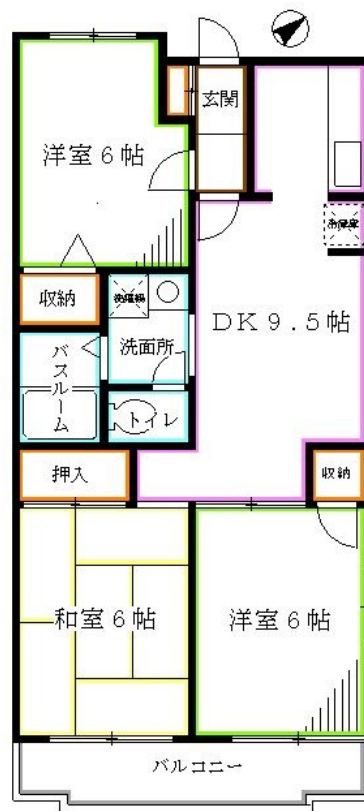 玄関
洋室6帖
冷蔵庫
収納
洗濯機
DK9.5帖
洗面所
バスルーム
トイレ
押入
収納
和室6帖
洋室6帖
バルコニー